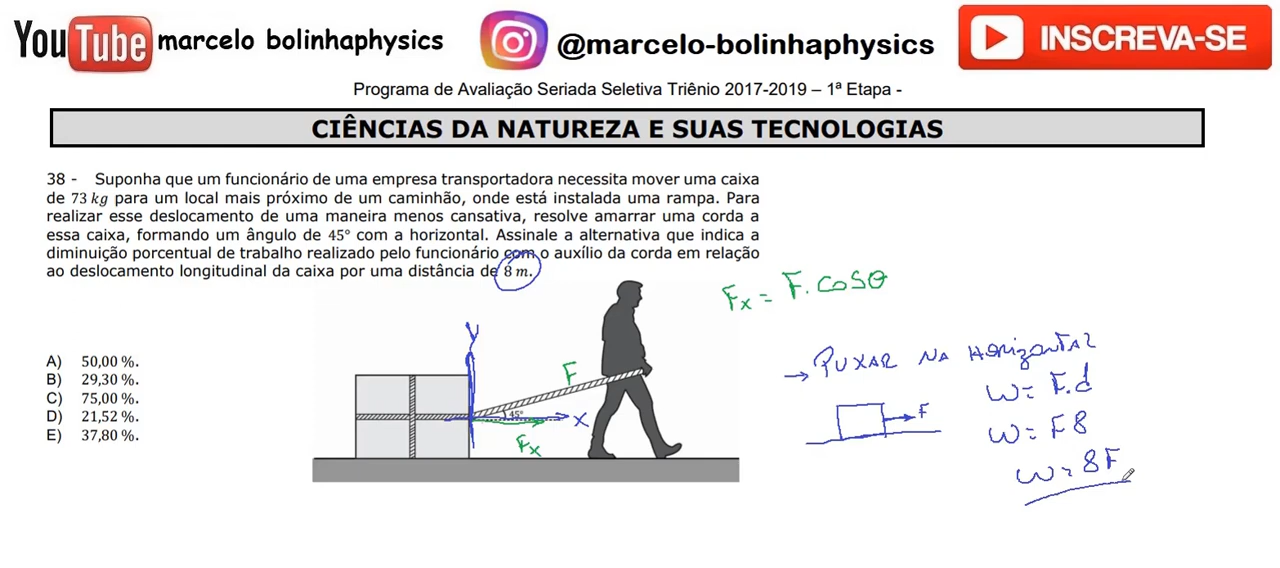 YouTube marcelo bolinhaphysics
@marcelo-bolinhaphysics
INSCREVA-SE
Programa de Avaliação Seriada Seletiva Triênio 2017-2019 – 1ª Etapa -
CIÊNCIAS DA NATUREZA E SUAS TECNOLOGIAS
38 - Suponha que um funcionário de uma empresa transportadora necessita mover uma caixa
de 73 kg para um local mais próximo de um caminhão, onde está instalada uma rampa. Para
realizar esse deslocamento de uma maneira menos cansativa, resolve amarrar uma corda a
essa caixa, formando um ângulo de 45° com a horizontal. Assinale a alternativa que indica a
diminuição porcentual de trabalho realizado pelo funcionário com o auxílio da corda em relação
ao deslocamento longitudinal da caixa por uma distância de 8 m.
A) 50,00 %.
B) 29,30 %.
C) 75,00 %.
D) 21,52 %.
E) 37,80 %.
y
F
45°
x
Fx
Fx = F. cosθ
→ PUXAR NA HORIZONTAL
W = F.d
F
W = F 8
W = 8F